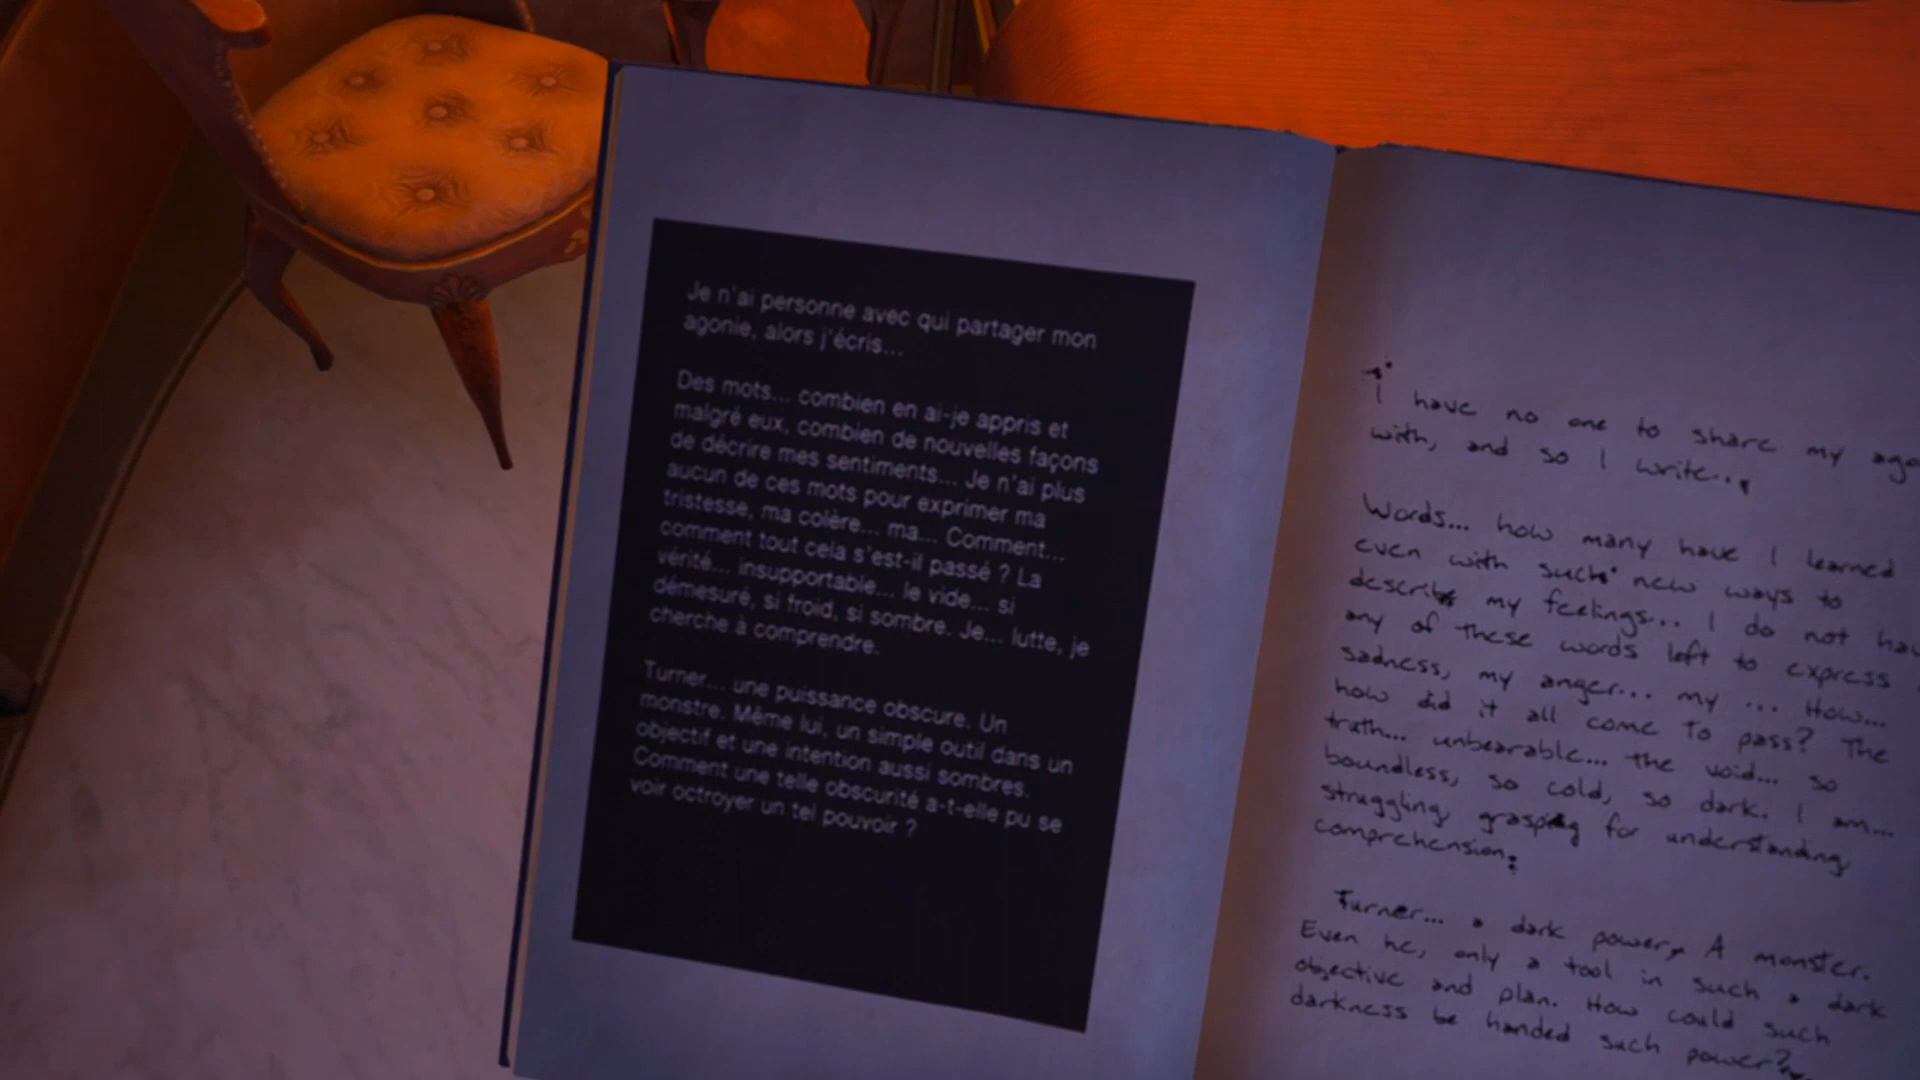 Je n'ai personne avec qui partager mon
agonie, alors j'écris...
Des mots... combien en ai-je appris et
malgré eux, combien de nouvelles façons
de décrire mes sentiments... Je n'ai plus
aucun de ces mots pour exprimer ma
tristesse, ma colère... ma... Comment...
comment tout cela s'est-il passé ? La
vérité... insupportable... le vide... si
démesuré, si froid, si sombre. Je... lutte, je
cherche à comprendre.
Turner... une puissance obscure. Un
monstre. Même lui, un simple outil dans un
objectif et une intention aussi sombres.
Comment une telle obscurité a-t-elle pu se
voir octroyer un tel pouvoir ?
I have no one to share my
with, and so I write...
Words... how many have I learned
even with such new ways to
describe my feelings... I do not
any of these words left to express
sadness, my anger... my ... How...
how did it all come to pass? The
truth... unbearable... the void... so
boundless, so cold, so dark. I am...
struggling, grasping for understanding,
comprehension.
Turner... a dark power. A monster.
Even he, only a tool in such a dark
objective and plan. How could such
darkness be handed such power?